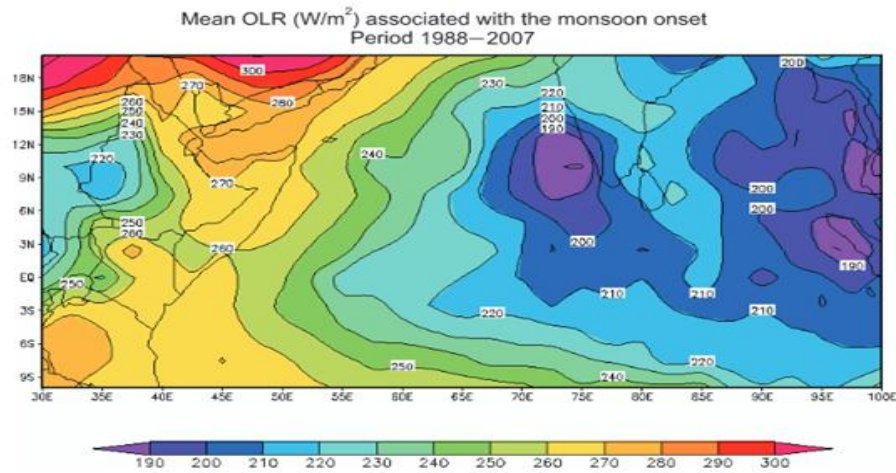 Mean OLR (W/m²) associated with the monsoon onset
Period 1988–2007
18N
15N
12N
9N
6N
3N
EQ
3S
6S
9S
300
270
280
260
250
240
230
220
270
250
260
260
250
230
240
220
210
200
190
200
220
210
210
220
250
240
200
200
200
190
210
30E 35E 40E 45E 50E 55E 60E 65E 70E 75E 80E 85E 90E 95E 100E
190 200 210 220 230 240 250 260 270 280 290 300